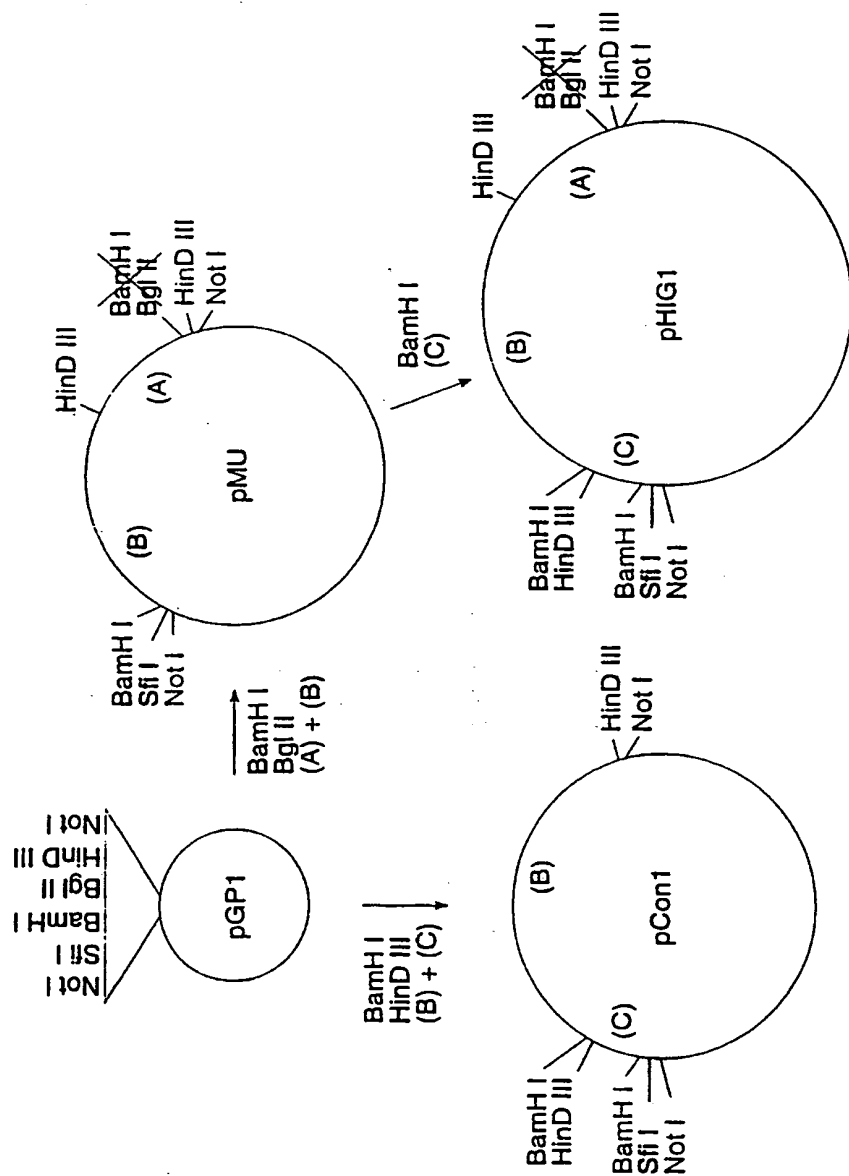 Not I
Sfi I
BamH I
Bgl II
HinD III
Not I
pGP1
BamH I
Bgl II
(A) + (B)
BamH I
Sfi I
Not I
(B)
HinD III
(A)
BamH I
Bgl II
HinD III
Not I
pMU
BamH I
HinD III
(B) + (C)
BamH I
(C)
BamH I
HinD III
(C)
BamH I
Sfi I
Not I
(B)
HinD III
Not I
pCon1
BamH I
HinD III
(C)
BamH I
Sfi I
Not I
(B)
HinD III
(A)
BamH I
Bgl II
HinD III
Not I
pHIG1